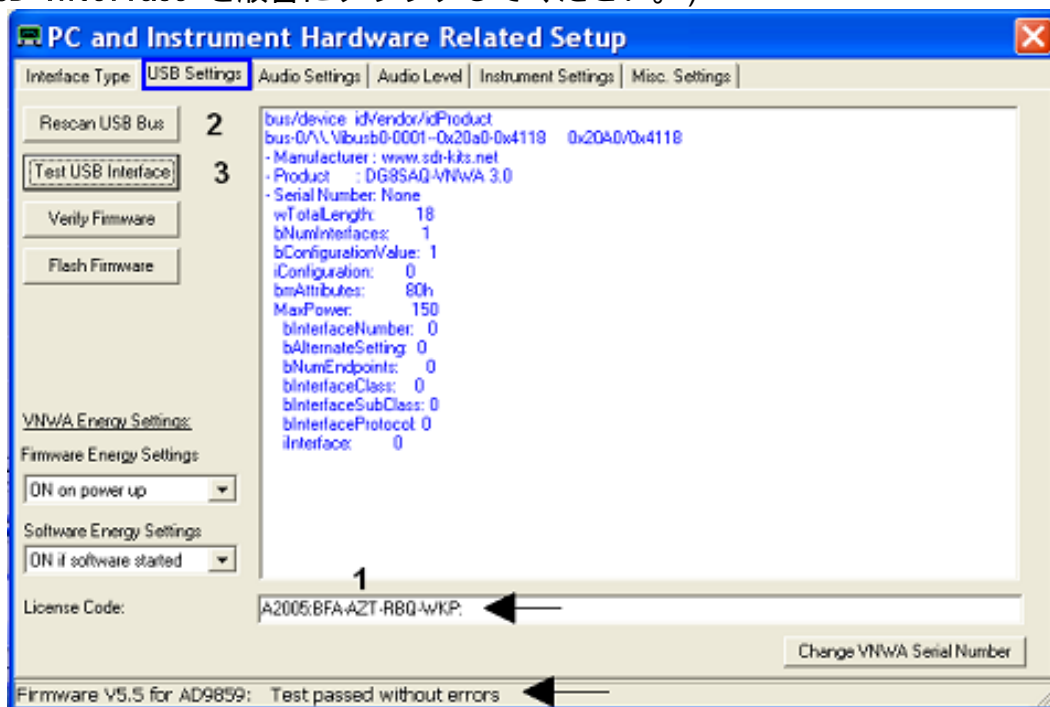 PC and Instrument Hardware Related Setup
Interface Type USB Settings Audio Settings Audio Level Instrument Settings Misc. Settings
Rescan USB Bus 2
Test USB Interface 3
Verify Firmware
Flash Firmware
bus/device idVendor/idProduct
bus-0/\\.\libusb0-0001--0x20a0-0x4118 0x20A0/0x4118
- Manufacturer : www.sdr-kits.net
- Product : DG8SAQ-VNWA 3.0
- Serial Number: None
wTotalLength: 18
bNumInterfaces: 1
bConfigurationValue: 1
iConfiguration: 0
bmAttributes: 80h
MaxPower: 150
bInterfaceNumber: 0
bAlternateSetting: 0
bNumEndpoints: 0
bInterfaceClass: 0
bInterfaceSubClass: 0
bInterfaceProtocol: 0
iInterface: 0
VNWA Energy Settings:
Firmware Energy Settings
ON on power up
Software Energy Settings
ON if software started
1
License Code: A2005:BFA-AZT-RBQ-WKP:
Change VNWA Serial Number
Firmware V5.5 for AD9859: Test passed without errors